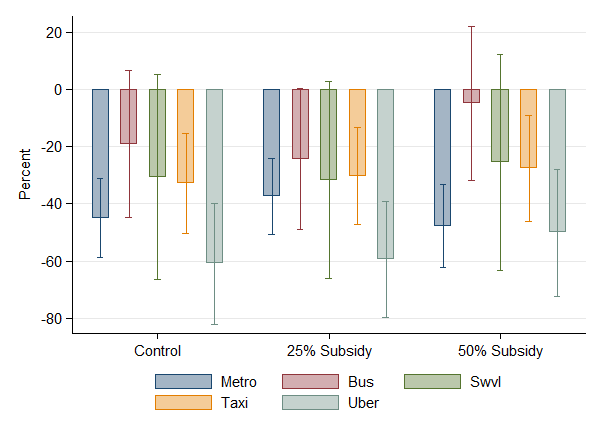 20
0
-20
-40
-60
-80
Percent
Control 25% Subsidy 50% Subsidy
Metro Bus Swvl
Taxi Uber